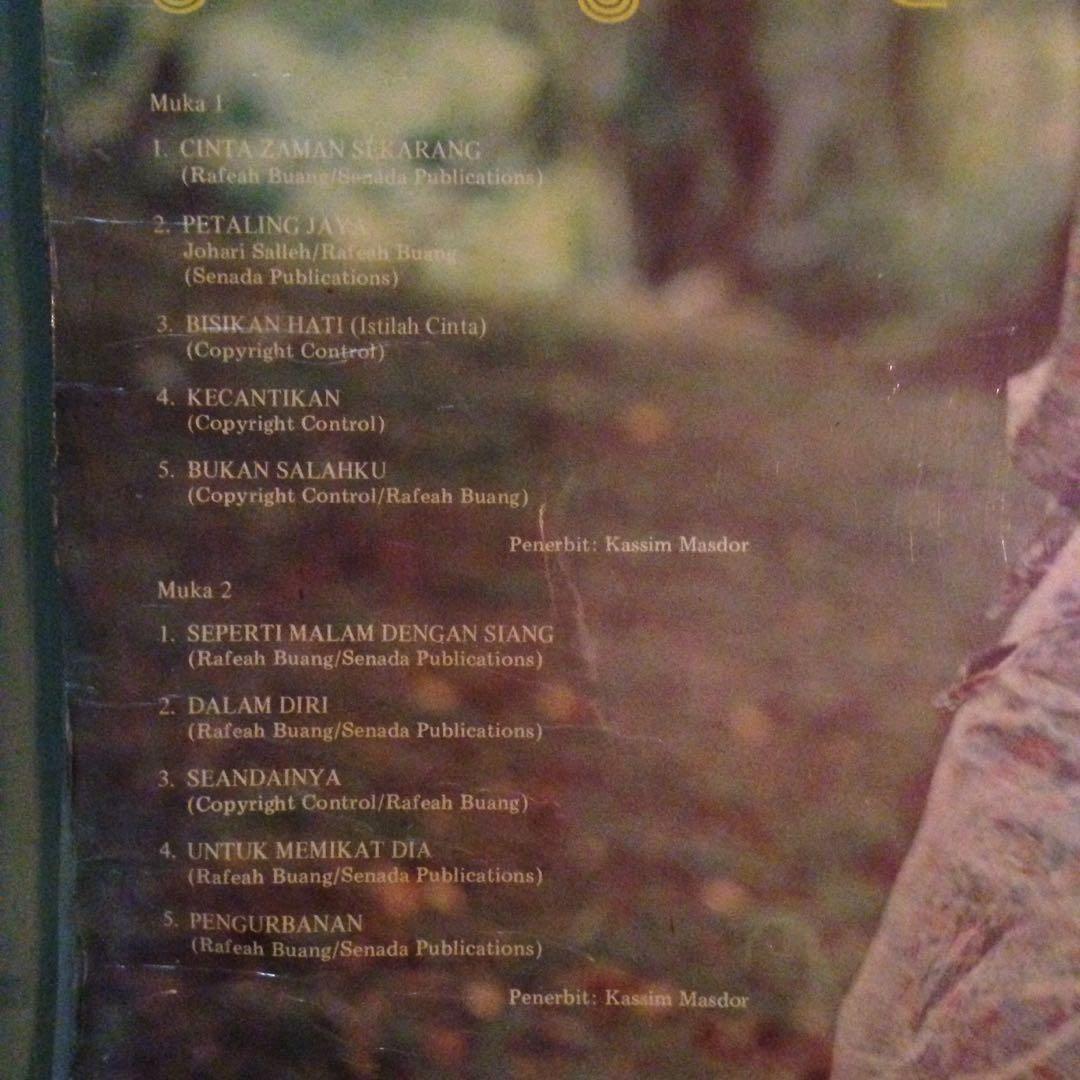 Muka 1
1. CINTA ZAMAN SEKARANG
(Rafeah Buang/Senada Publications)
2. PETALING JAYA
Johari Salleh/Rafeah Buang
(Senada Publications)
3. BISIKAN HATI (Istilah Cinta)
(Copyright Control)
4. KECANTIKAN
(Copyright Control)
5. BUKAN SALAHKU
(Copyright Control/Rafeah Buang)
Penerbit: Kassim Masdor
Muka 2
1. SEPERTI MALAM DENGAN SIANG
(Rafeah Buang/Senada Publications)
2. DALAM DIRI
(Rafeah Buang/Senada Publications)
3. SEANDAINYA
(Copyright Control/Rafeah Buang)
4. UNTUK MEMIKAT DIA
(Rafeah Buang/Senada Publications)
5. PENGURBANAN
(Rafeah Buang/Senada Publications)
Penerbit: Kassim Masdor